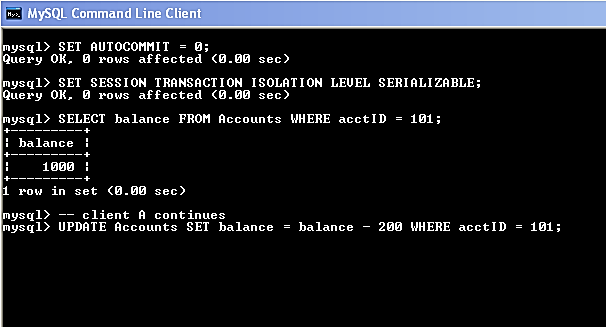 MySQL Command Line Client
mysql> SET AUTOCOMMIT = 0;
Query OK, 0 rows affected (0.00 sec)
mysql> SET SESSION TRANSACTION ISOLATION LEVEL SERIALIZABLE;
Query OK, 0 rows affected (0.00 sec)
mysql> SELECT balance FROM Accounts WHERE acctID = 101;
+---------+
¦ balance ¦
+---------+
¦    1000 ¦
+---------+
1 row in set (0.00 sec)
mysql> -- client A continues
mysql> UPDATE Accounts SET balance = balance - 200 WHERE acctID = 101;